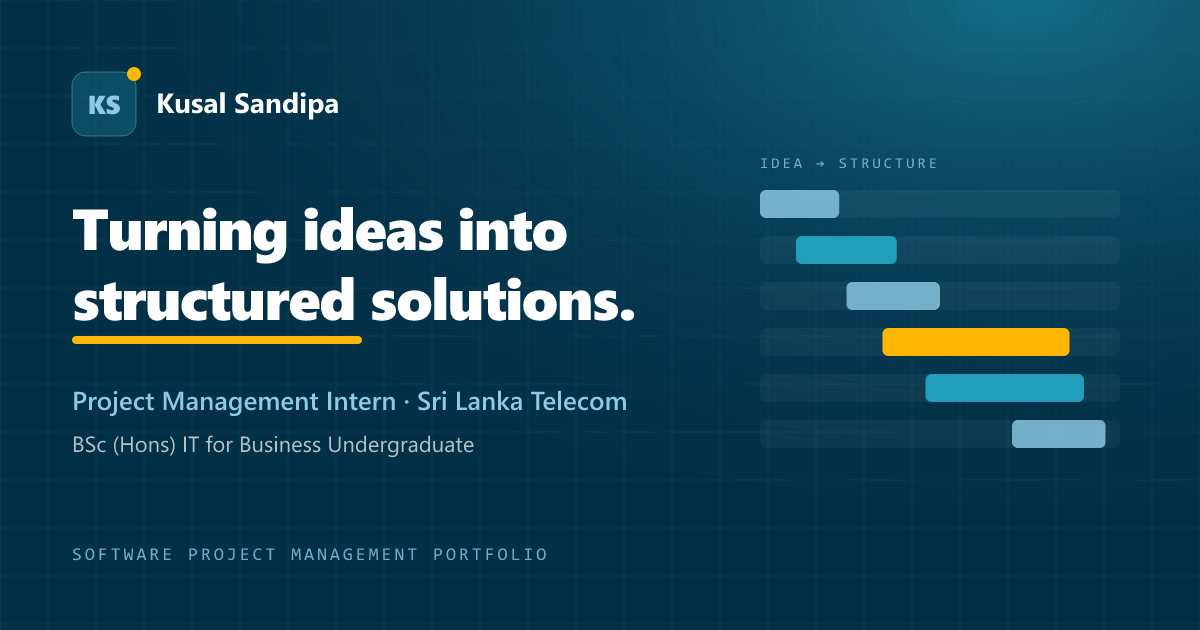 KS
Kusal Sandipa
Turning ideas into
structured solutions.
Project Management Intern · Sri Lanka Telecom
BSc (Hons) IT for Business Undergraduate
SOFTWARE PROJECT MANAGEMENT PORTFOLIO
IDEA → STRUCTURE